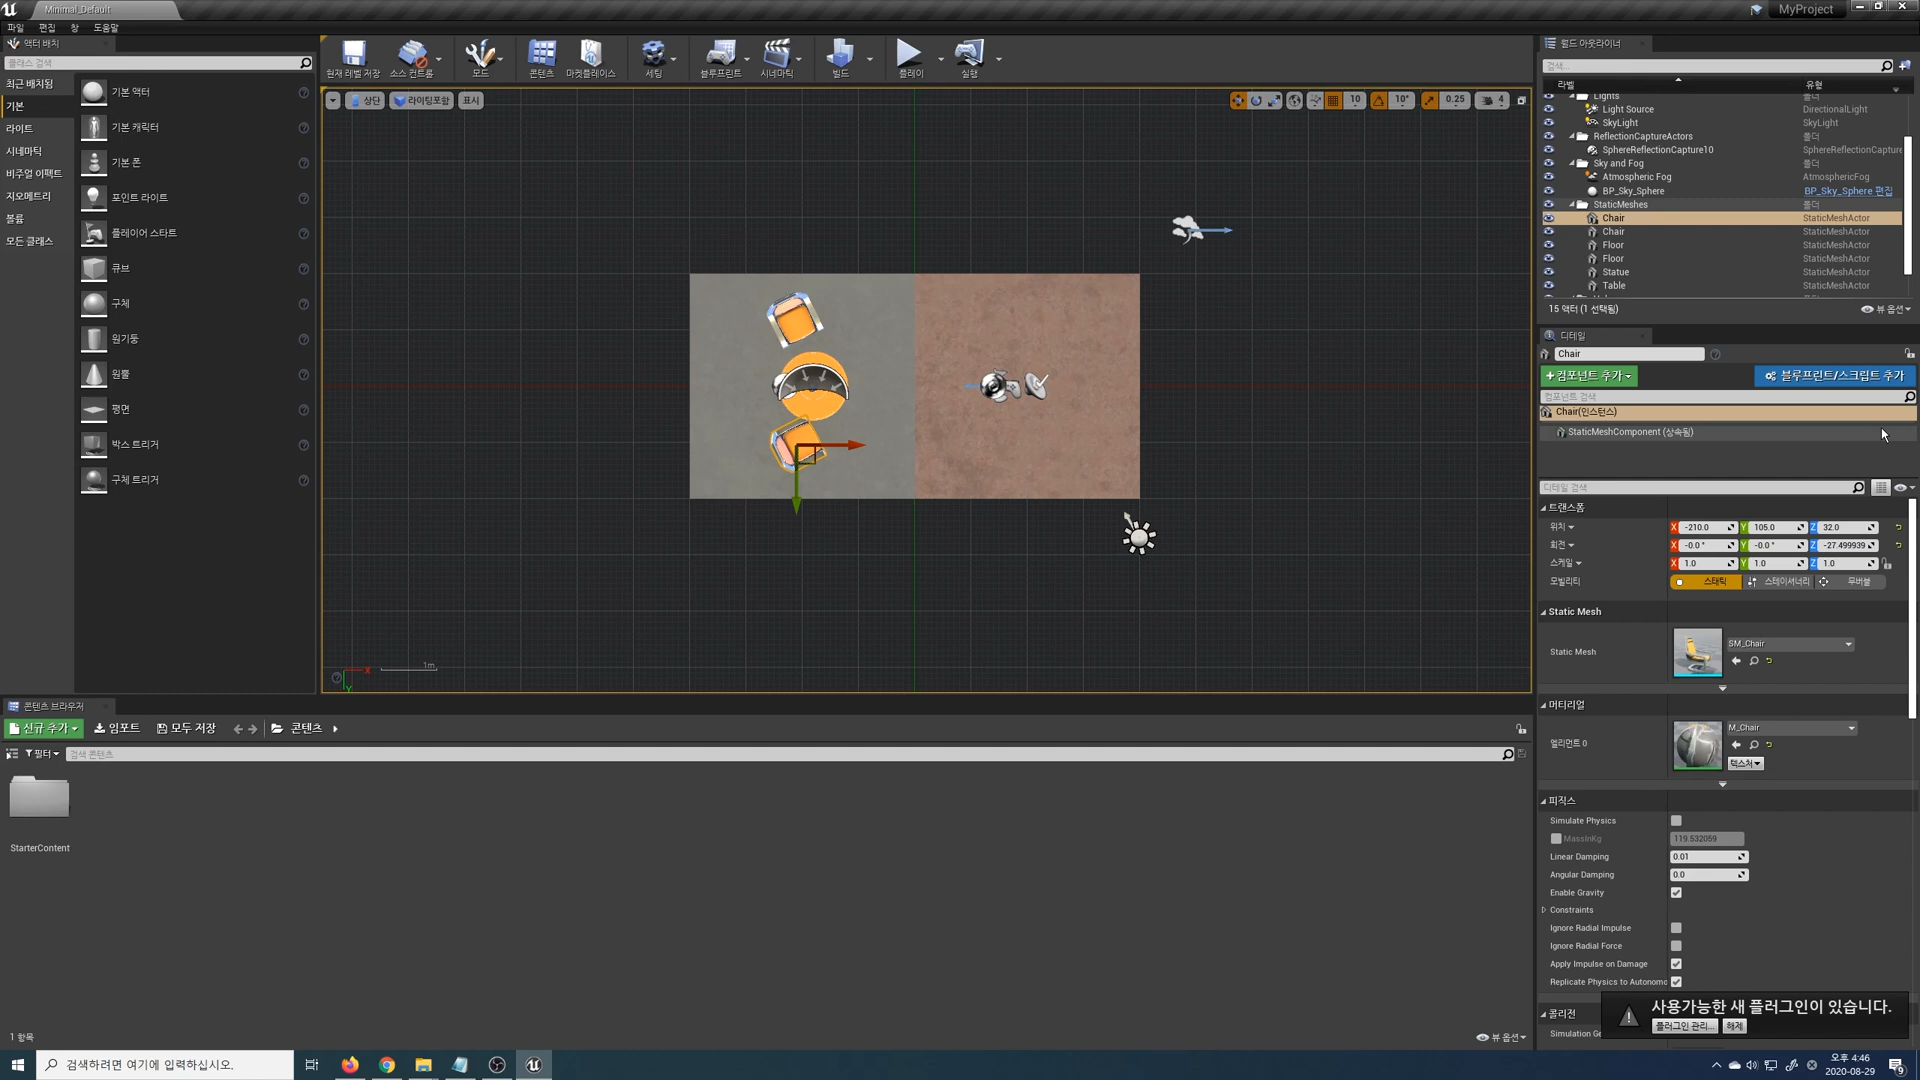 Minimal_Default
MyProject
파일
편집
창
도움말
액터 배치
클래스 검색
최근 배치됨
기본
라이트
시네마틱
비주얼 이펙트
지오메트리
볼륨
모든 클래스
기본 액터
기본 캐릭터
기본 폰
포인트 라이트
플레이어 스타트
큐브
구체
원기둥
원뿔
평면
박스 트리거
구체 트리거
현재 레벨 저장
소스 컨트롤
모드
콘텐츠
마켓플레이스
세팅
블루프린트
시네마틱
빌드
플레이
실행
상단
라이팅포함
표시
10
10°
0.25
4
X
Y
1m
월드 아웃라이너
검색...
라벨
유형
Lights
폴더
Light Source
DirectionalLight
SkyLight
SkyLight
ReflectionCaptureActors
폴더
SphereReflectionCapture10
SphereReflectionCapture
Sky and Fog
폴더
Atmospheric Fog
AtmosphericFog
BP_Sky_Sphere
BP_Sky_Sphere 편집
StaticMeshes
폴더
Chair
StaticMeshActor
Chair
StaticMeshActor
Floor
StaticMeshActor
Floor
StaticMeshActor
Statue
StaticMeshActor
Table
StaticMeshActor
15 액터 (1 선택됨)
뷰 옵션
디테일
Chair
+컴포넌트 추가
블루프린트/스크립트 추가
컴포넌트 검색
Chair(인스턴스)
StaticMeshComponent (상속됨)
디테일 검색
트랜스폼
위치
X -210.0
Y 105.0
Z 32.0
회전
X -0.0 °
Y -0.0 °
Z -27.499939
스케일
X 1.0
Y 1.0
Z 1.0
모빌리티
스태틱
스테이셔너리
무버블
Static Mesh
Static Mesh
SM_Chair
머티리얼
엘리먼트 0
M_Chair
텍스처
피직스
Simulate Physics
MassInKg
119.532059
Linear Damping
0.01
Angular Damping
0.0
Enable Gravity
Constraints
Ignore Radial Impulse
Ignore Radial Force
Apply Impulse on Damage
Replicate Physics to Autonomo
콜리전
Simulation Ge
사용가능한 새 플러그인이 있습니다.
플러그인 관리...
해제
콘텐츠 브라우저
신규 추가
임포트
모두 저장
콘텐츠
필터
검색 콘텐츠
StarterContent
1 항목
뷰 옵션
검색하려면 여기에 입력하십시오.
오후 4:46
2020-08-29
9